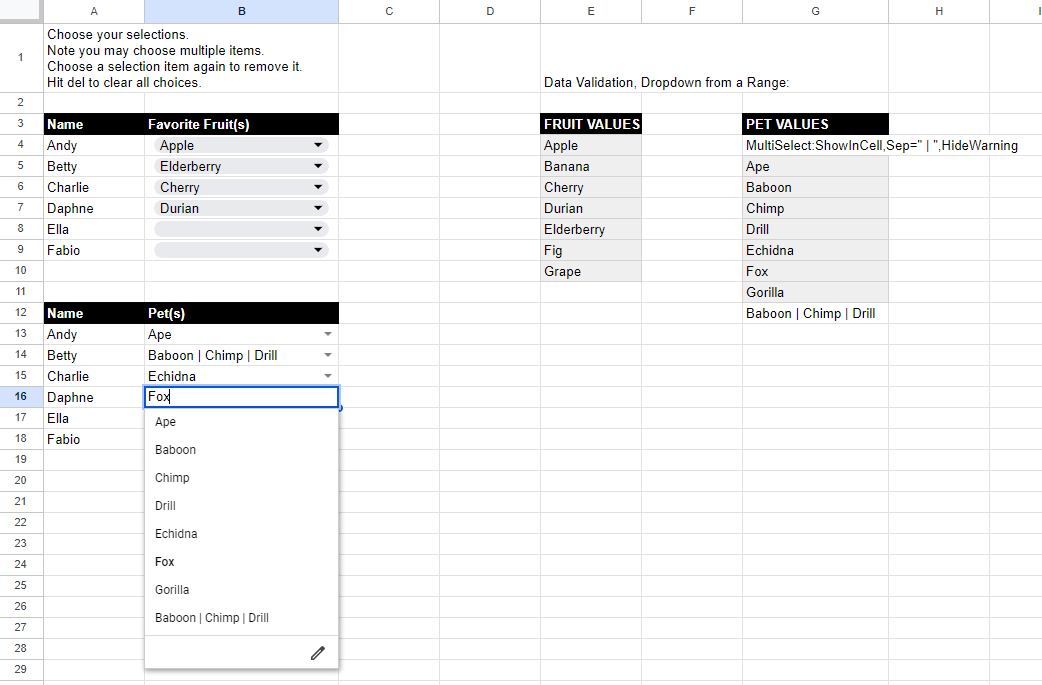 A B C D E F G H I
1 Choose your selections.
Note you may choose multiple items.
Choose a selection item again to remove it.
Hit del to clear all choices. Data Validation, Dropdown from a Range:
2
3 Name Favorite Fruit(s) FRUIT VALUES PET VALUES
4 Andy Apple Apple MultiSelect:ShowInCell,Sep=" | ",HideWarning
5 Betty Elderberry Banana Ape
6 Charlie Cherry Cherry Baboon
7 Daphne Durian Durian Chimp
8 Ella Elderberry Drill
9 Fabio Fig Echidna
10 Grape Fox
11 Gorilla
12 Name Pet(s) Baboon | Chimp | Drill
13 Andy Ape
14 Betty Baboon | Chimp | Drill
15 Charlie Echidna
16 Daphne Fox
17 Ella Ape
18 Fabio Baboon
19
20 Chimp
21 Drill
22
23 Echidna
24 Fox
25 Gorilla
26
27 Baboon | Chimp | Drill
28
29